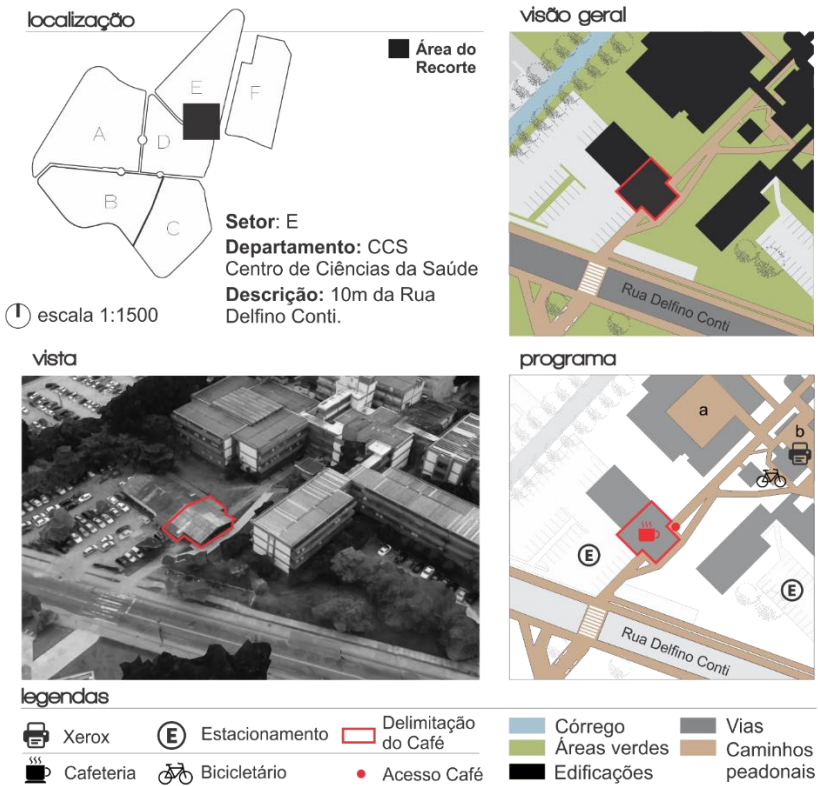 localização
A
B
C
D
E
F
Área do
Recorte
Setor: E
Departamento: CCS
Centro de Ciências da Saúde
Descrição: 10m da Rua
Delfino Conti.
escala 1:1500
visão geral
Rua Delfino Conti
vista
programa
a
b
E
E
Rua Delfino Conti
legendas
Xerox
E Estacionamento
Delimitação
do Café
Cafeteria
Bicicletário
Acesso Café
Córrego
Áreas verdes
Edificações
Vias
Caminhos
peadonais